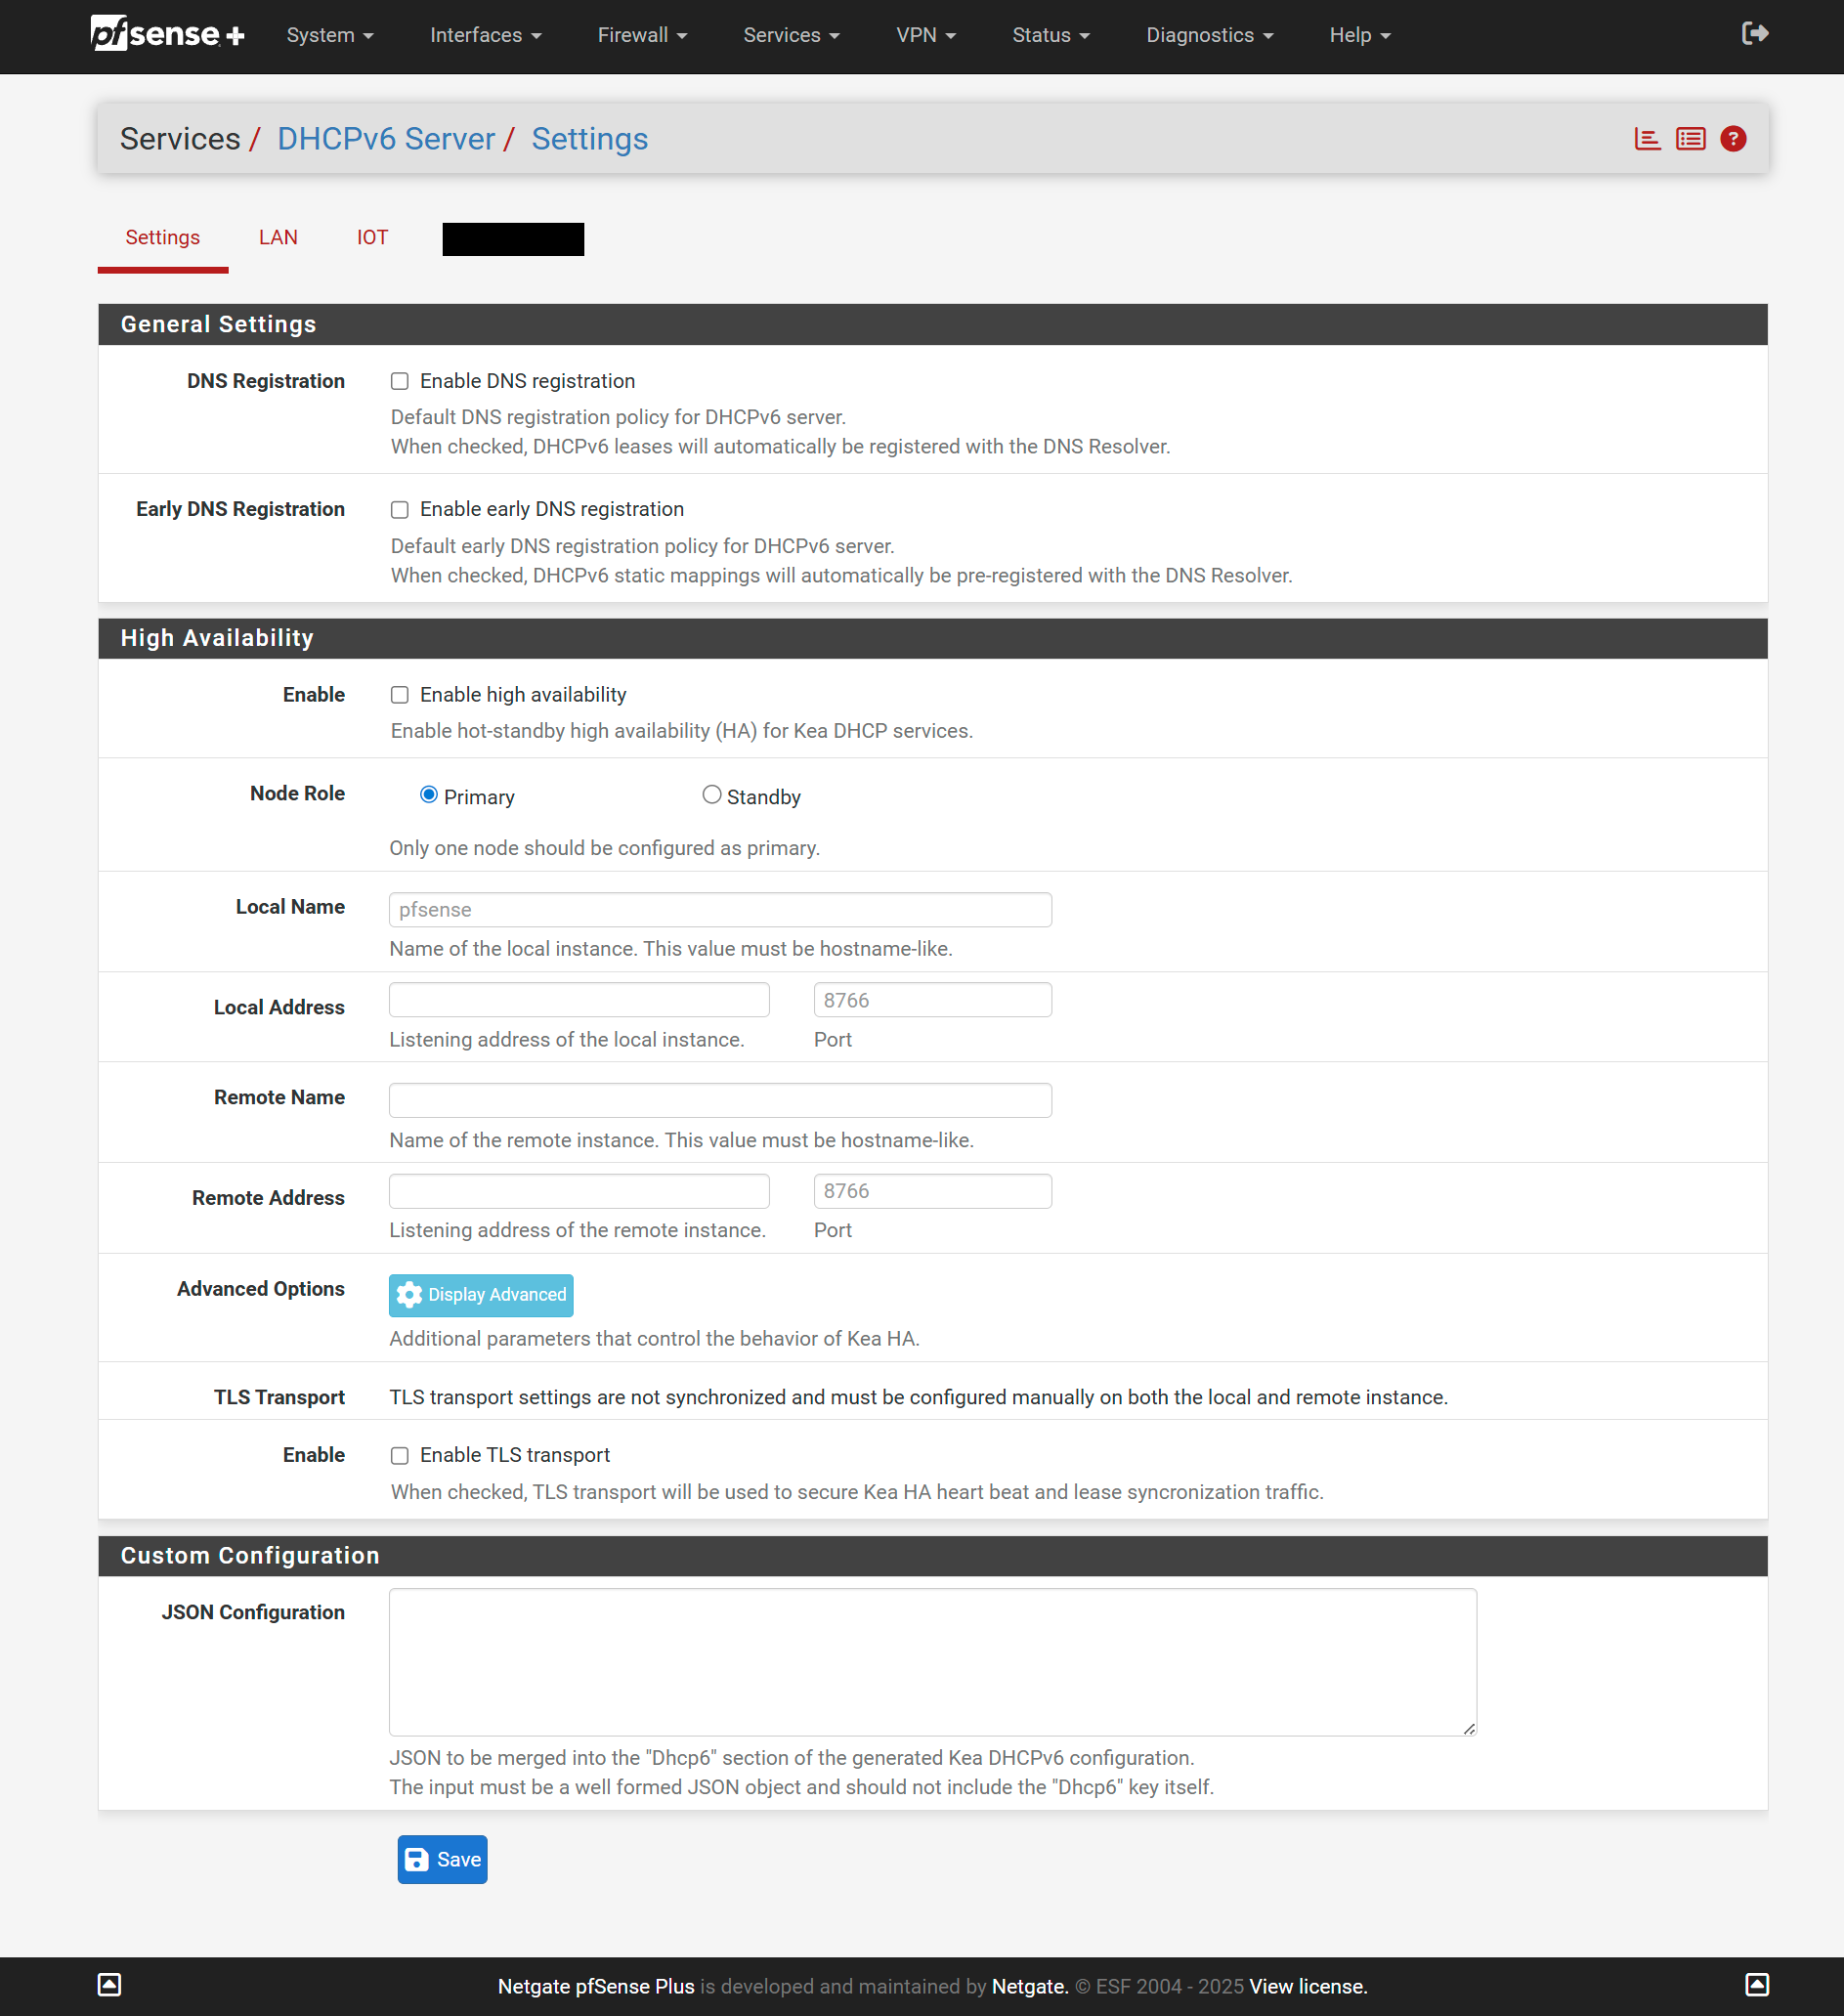 pfsense +
System
Interfaces
Firewall
Services
VPN
Status
Diagnostics
Help
Services / DHCPv6 Server / Settings
?
Settings
LAN
IOT
General Settings
DNS Registration
Enable DNS registration
Default DNS registration policy for DHCPv6 server.
When checked, DHCPv6 leases will automatically be registered with the DNS Resolver.
Early DNS Registration
Enable early DNS registration
Default early DNS registration policy for DHCPv6 server.
When checked, DHCPv6 static mappings will automatically be pre-registered with the DNS Resolver.
High Availability
Enable
Enable high availability
Enable hot-standby high availability (HA) for Kea DHCP services.
Node Role
Primary
Standby
Only one node should be configured as primary.
Local Name
pfsense
Name of the local instance. This value must be hostname-like.
Local Address
8766
Listening address of the local instance.
Port
Remote Name
Name of the remote instance. This value must be hostname-like.
Remote Address
8766
Listening address of the remote instance.
Port
Advanced Options
Display Advanced
Additional parameters that control the behavior of Kea HA.
TLS Transport
TLS transport settings are not synchronized and must be configured manually on both the local and remote instance.
Enable
Enable TLS transport
When checked, TLS transport will be used to secure Kea HA heart beat and lease syncronization traffic.
Custom Configuration
JSON Configuration
JSON to be merged into the "Dhcp6" section of the generated Kea DHCPv6 configuration.
The input must be a well formed JSON object and should not include the "Dhcp6" key itself.
Save
Netgate pfSense Plus is developed and maintained by Netgate. © ESF 2004 - 2025 View license.